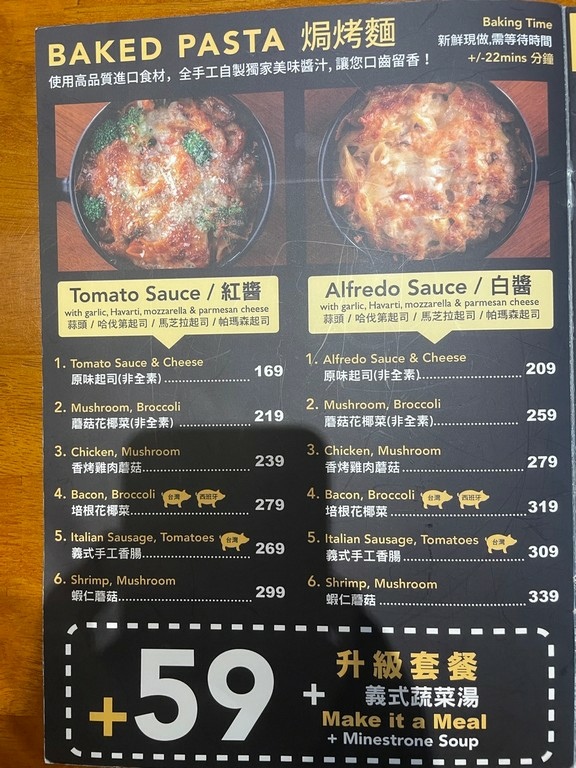 BAKED PASTA 焗烤麵
使用高品質進口食材，全手工自製獨家美味醬汁, 讓您口齒留香！
Baking Time
新鮮現做,需等待時間
+/-22mins 分鐘
Tomato Sauce / 紅醬
with garlic, Havarti, mozzarella & parmesan cheese
蒜頭 / 哈伐第起司 / 馬芝拉起司 / 帕瑪森起司
1. Tomato Sauce & Cheese
原味起司(非全素)........................ 169
2. Mushroom, Broccoli
蘑菇花椰菜(非全素)...................... 219
3. Chicken, Mushroom
香烤雞肉蘑菇........................... 239
4. Bacon, Broccoli 台灣 西班牙
培根花椰菜............................. 279
5. Italian Sausage, Tomatoes 台灣
義式手工香腸........................... 269
6. Shrimp, Mushroom
蝦仁蘑菇............................... 299
Alfredo Sauce / 白醬
with garlic, Havarti, mozzarella & parmesan cheese
蒜頭 / 哈伐第起司 / 馬芝拉起司 / 帕瑪森起司
1. Alfredo Sauce & Cheese
原味起司(非全素)........................ 209
2. Mushroom, Broccoli
蘑菇花椰菜(非全素)...................... 259
3. Chicken, Mushroom
香烤雞肉蘑菇........................... 279
4. Bacon, Broccoli 台灣 西班牙
培根花椰菜............................. 319
5. Italian Sausage, Tomatoes 台灣
義式手工香腸........................... 309
6. Shrimp, Mushroom
蝦仁蘑菇............................... 339
+59
升級套餐
+ 義式蔬菜湯
Make it a Meal
+ Minestrone Soup